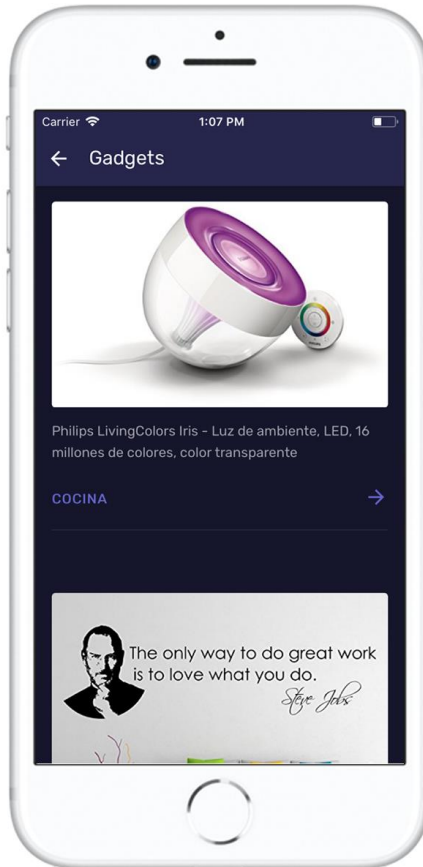 Carrier
1:07 PM
Gadgets
Philips LivingColors Iris - Luz de ambiente, LED, 16
millones de colores, color transparente
COCINA
The only way to do great work
is to love what you do.
Steve Jobs